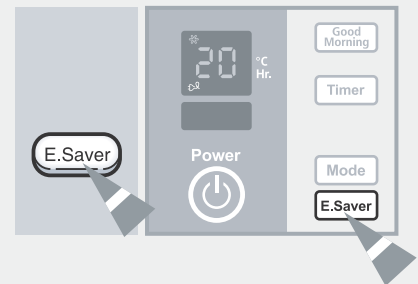 E.Saver
20
°C
Hr.
Power
Good
Morning
Timer
Mode
E.Saver